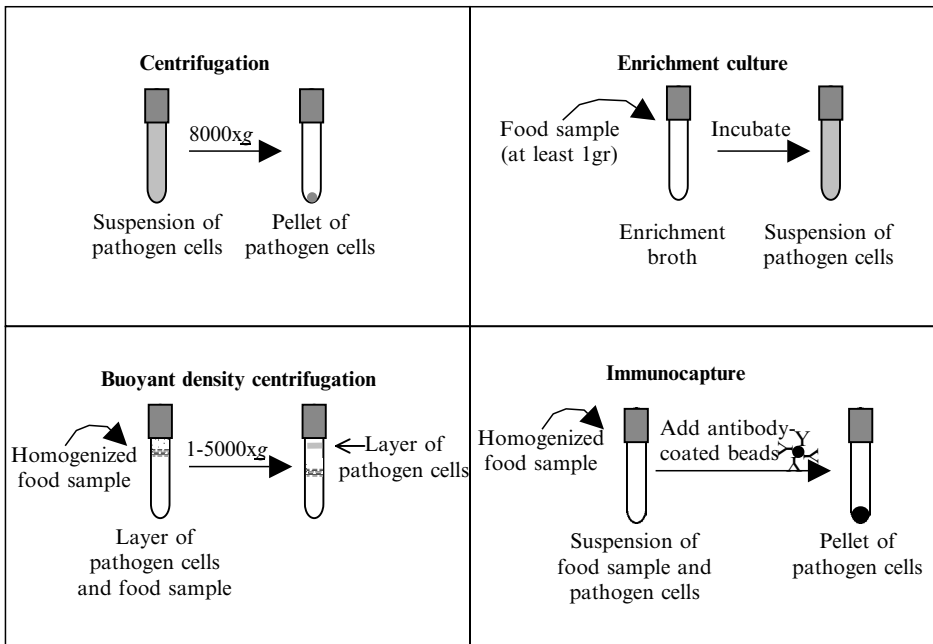 Centrifugation
8000xg
Suspension of
pathogen cells
Pellet of
pathogen cells
Enrichment culture
Food sample
(at least 1gr)
Incubate
Enrichment
broth
Suspension of
pathogen cells
Buoyant density centrifugation
Homogenized
food sample
1-5000xg
Layer of
pathogen cells
Layer of
pathogen cells
and food sample
Immunocapture
Homogenized
food sample
Add antibody-
coated beads
Suspension of
food sample and
pathogen cells
Pellet of
pathogen cells